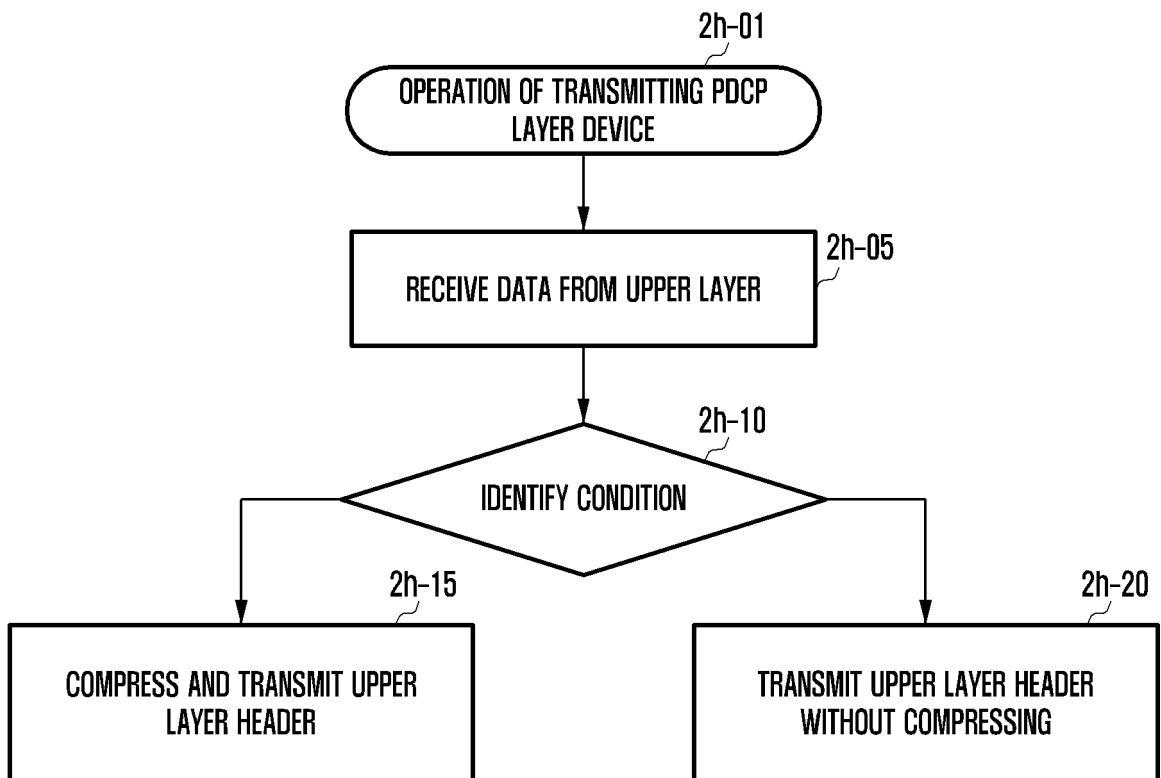 2h-01
OPERATION OF TRANSMITTING PDCP
LAYER DEVICE
2h-05
RECEIVE DATA FROM UPPER LAYER
2h-10
IDENTIFY CONDITION
2h-15
COMPRESS AND TRANSMIT UPPER
LAYER HEADER
2h-20
TRANSMIT UPPER LAYER HEADER
WITHOUT COMPRESSING